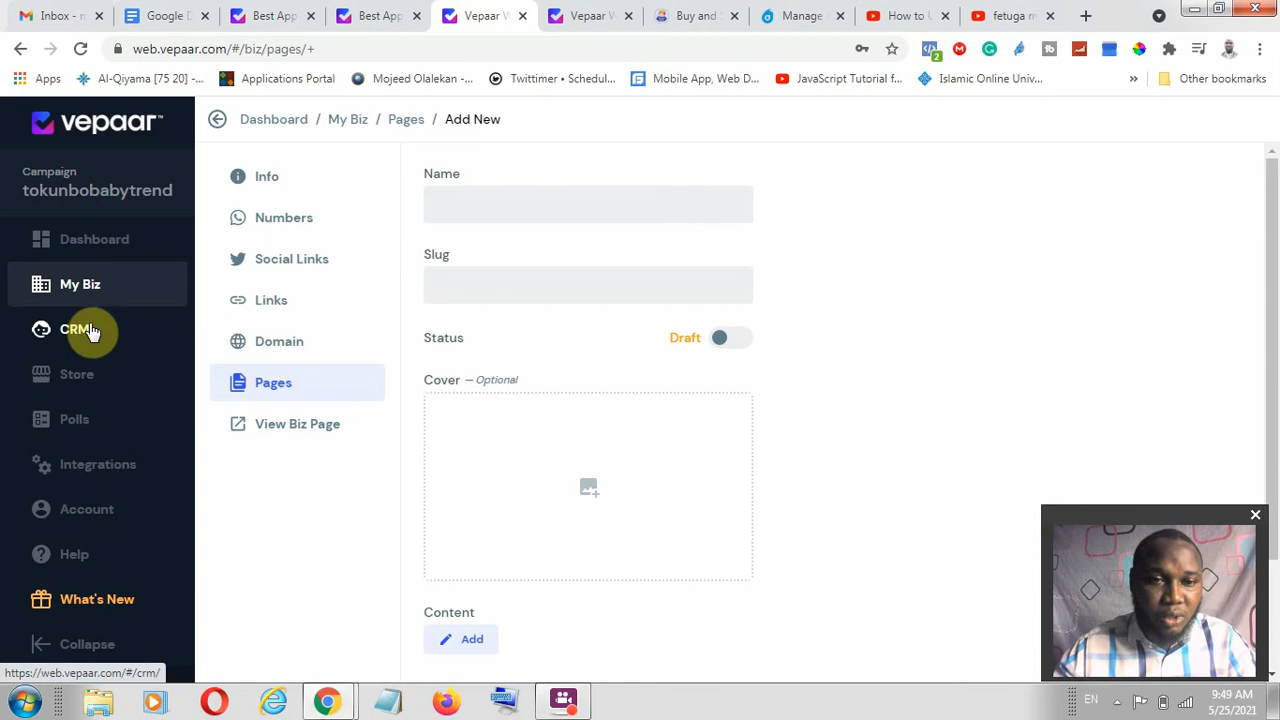 Inbox - m
Google D
Best App
Best App
Vepaar W
Vepaar W
Buy and
Manage
How to U
fetuga m
web.vepaar.com/#/biz/pages/+
2
Apps
Al-Qiyama [75 20] -...
Applications Portal
Mojeed Olalekan -...
Twittimer • Schedul...
Mobile App, Web D...
JavaScript Tutorial f...
Islamic Online Univ...
»
Other bookmarks
vepaar™
Campaign
tokunbobabytrend
Dashboard
My Biz
CRM
Store
Polls
Integrations
Account
Help
What's New
Collapse
https://web.vepaar.com/#/crm/
Dashboard / My Biz / Pages / Add New
Info
Numbers
Social Links
Links
Domain
Pages
View Biz Page
Name
Slug
Status
Draft
Cover — Optional
Content
Add
EN
9:49 AM
5/25/2021